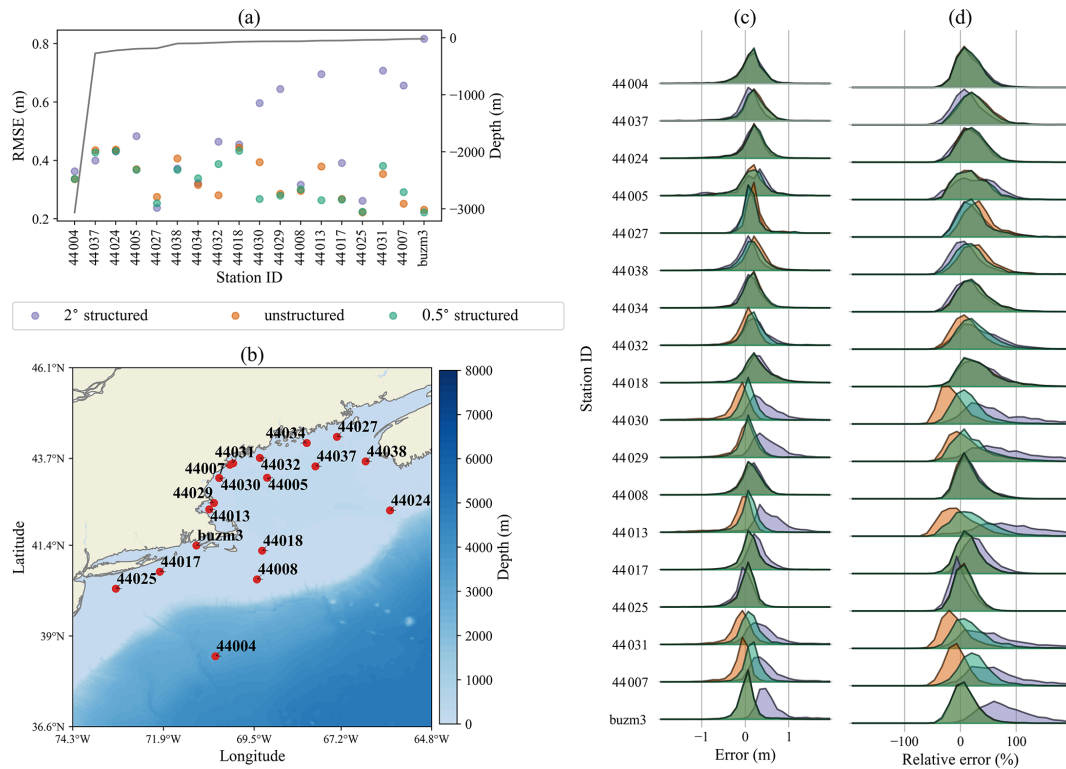 (a)
0.8
0.6
0.4
0.2
RMSE (m)
0
−1000
−2000
−3000
Depth (m)
44004
44037
44024
44005
44027
44038
44034
44032
44018
44030
44029
44008
44013
44017
44025
44031
44007
buzm3
Station ID
2° structured
unstructured
0.5° structured
(b)
46.1°N
43.7°N
41.4°N
39°N
36.6°N
Latitude
74.3°W
71.9°W
69.5°W
67.2°W
64.8°W
Longitude
44027
44034
44031
44038
44037
44032
44007
44030
44005
44029
44024
44013
buzm3
44018
44017
44008
44025
44004
8000
7000
6000
5000
4000
3000
2000
1000
0
Depth (m)
(c)
44004
44037
44024
44005
44027
44038
44034
44032
44018
44030
44029
44008
44013
44017
44025
44031
44007
buzm3
Station ID
−1
0
1
Error (m)
(d)
−100
0
100
Relative error (%)